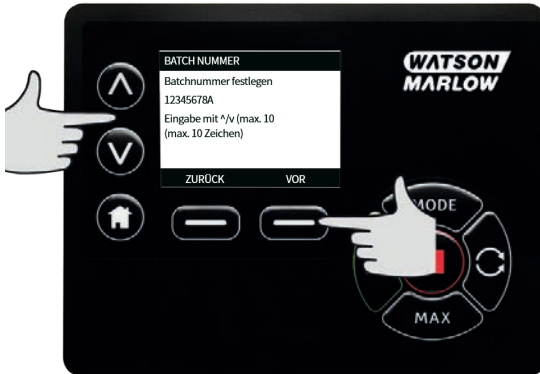 BATCH NUMMER
Batchnummer festlegen
12345678A
Eingabe mit ^/v (max. 10
(max. 10 Zeichen)
ZURÜCK VOR
WATSON
MARLOW
MODE
MAX